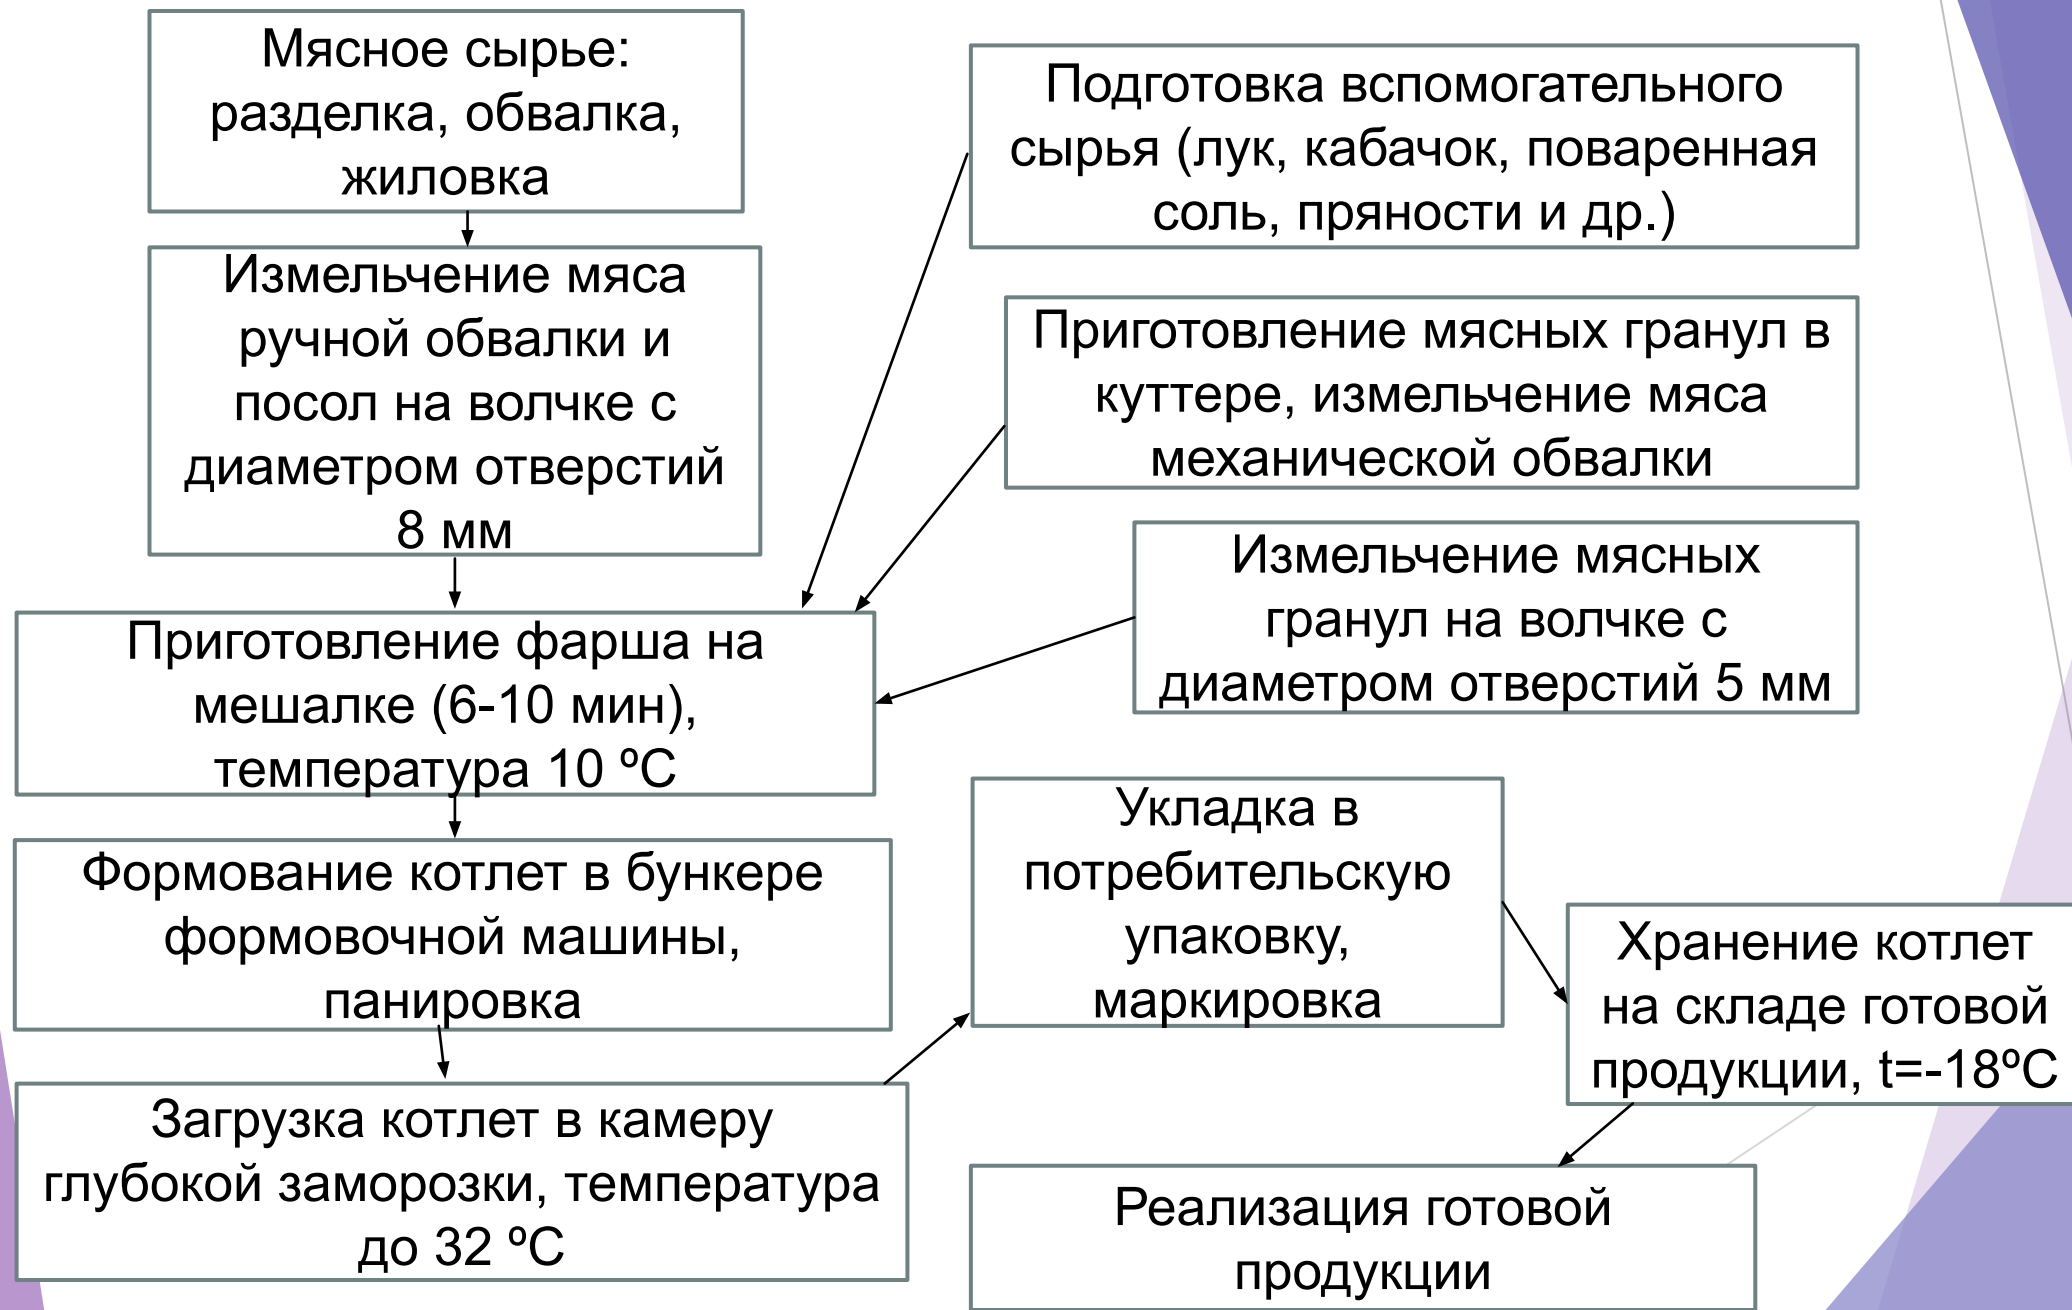 Мясное сырье:
разделка, обвалка,
жиловка
Измельчение мяса
ручной обвалки и
посол на волчке с
диаметром отверстий
8 мм
Приготовление фарша на
мешалке (6-10 мин),
температура 10 ºС
Формование котлет в бункере
формовочной машины,
панировка
Загрузка котлет в камеру
глубокой заморозки, температура
до 32 ºС
Подготовка вспомогательного
сырья (лук, кабачок, поваренная
соль, пряности и др.)
Приготовление мясных гранул в
куттере, измельчение мяса
механической обвалки
Измельчение мясных
гранул на волчке с
диаметром отверстий 5 мм
Укладка в
потребительскую
упаковку,
маркировка
Хранение котлет
на складе готовой
продукции, t=-18ºС
Реализация готовой
продукции